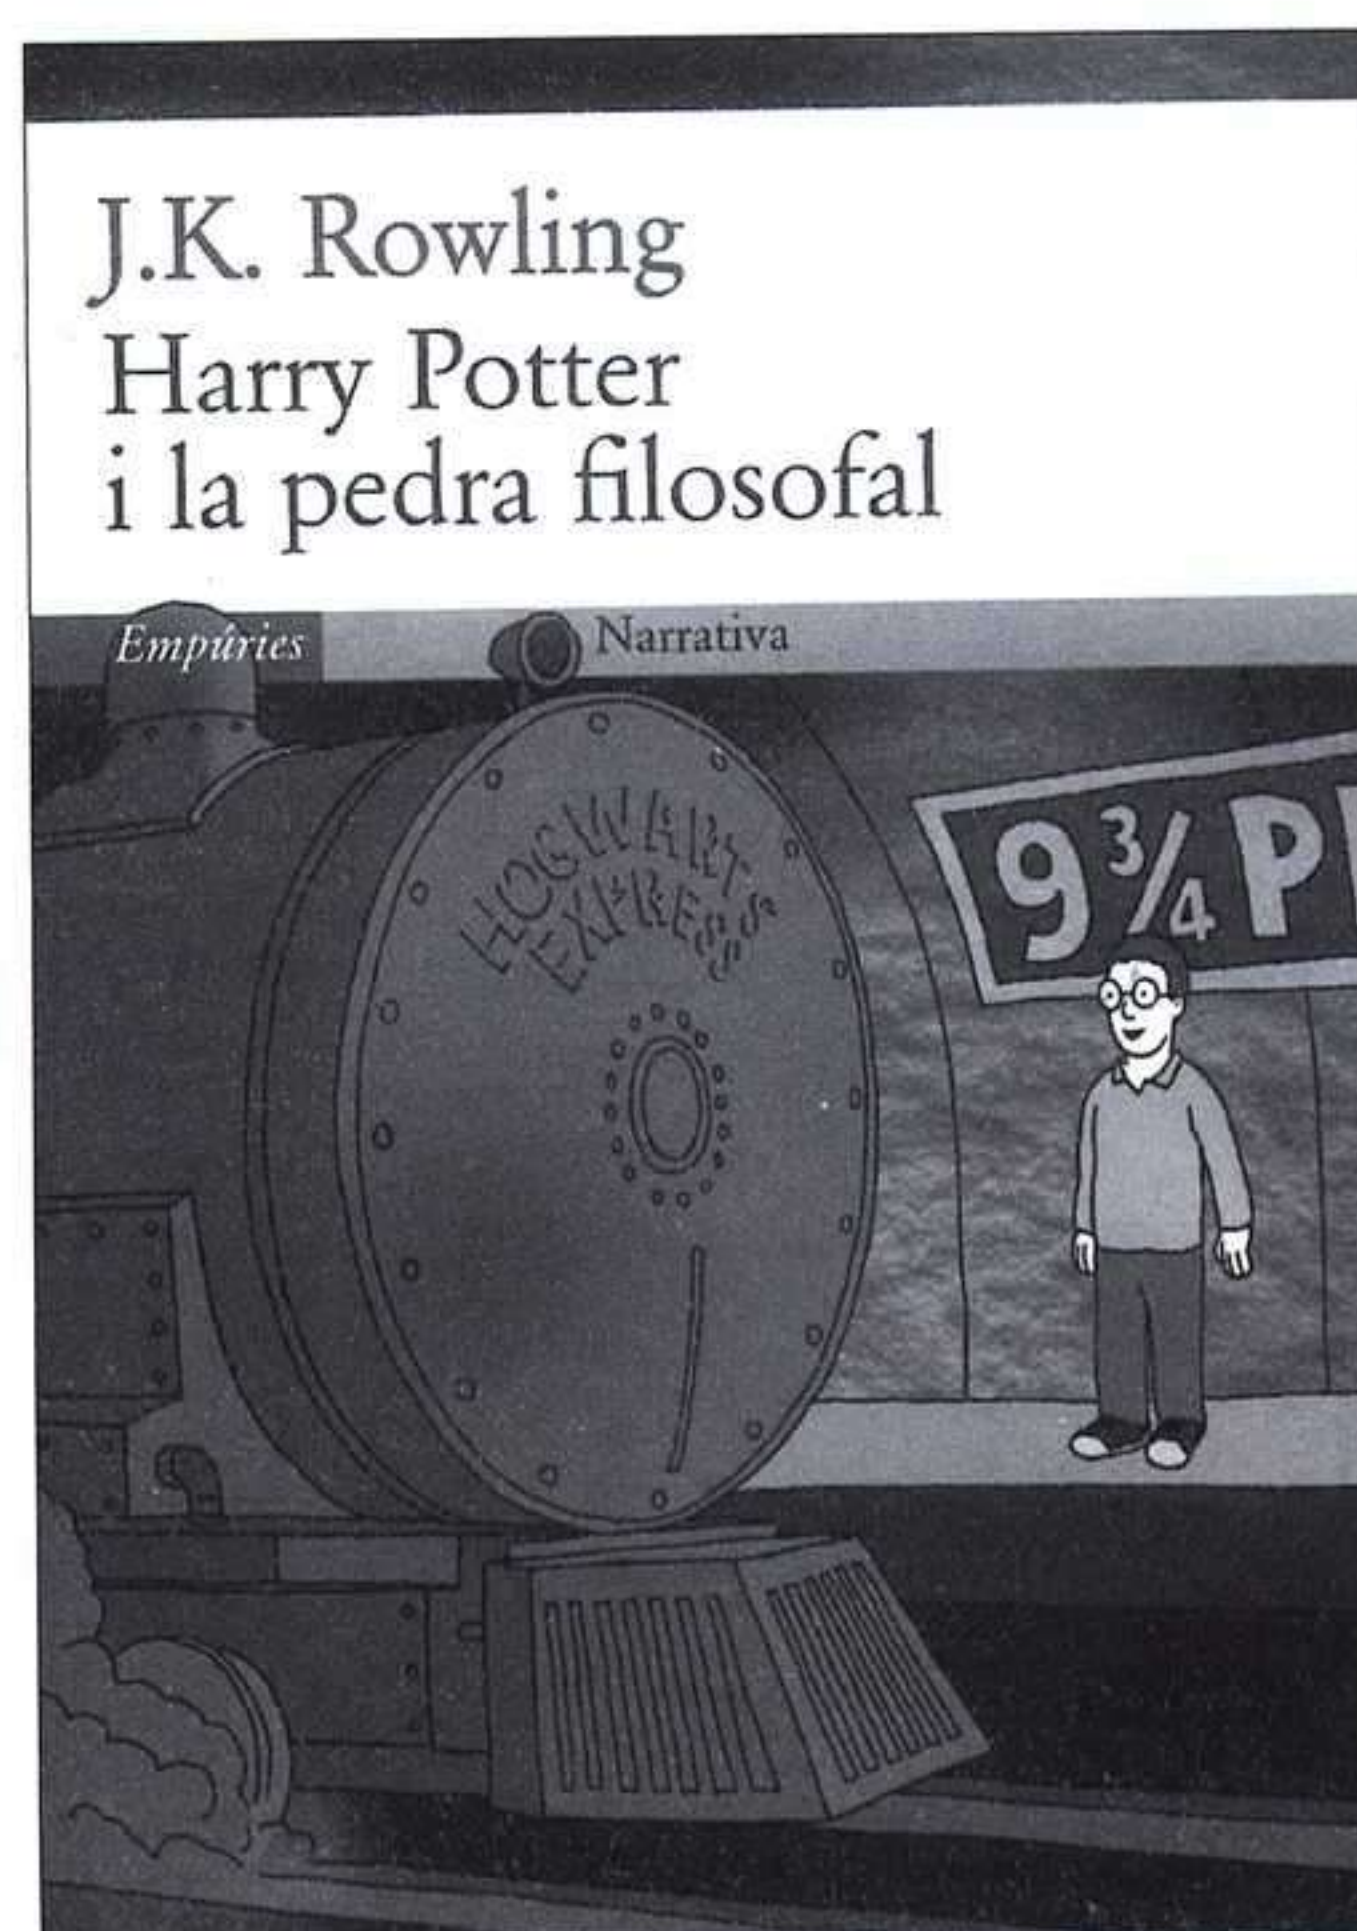 J.K. Rowling
Harry Potter
i la pedra filosofal
Empúries
Narrativa
HOGWARTS
EXPRESS
9¾ P